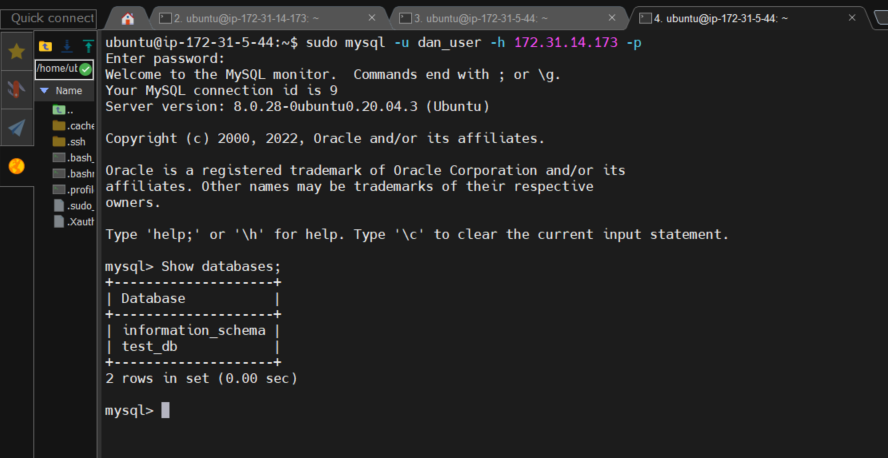 Quick connect
2. ubuntu@ip-172-31-14-173: ~
3. ubuntu@ip-172-31-5-44: ~
4. ubuntu@ip-172-31-5-44: ~
/home/ub
Name
..
.cache
.ssh
.bash_
.bashr
.profil
.sudo_
.Xauth
ubuntu@ip-172-31-5-44:~$ sudo mysql -u dan_user -h 172.31.14.173 -p
Enter password:
Welcome to the MySQL monitor.  Commands end with ; or \g.
Your MySQL connection id is 9
Server version: 8.0.28-0ubuntu0.20.04.3 (Ubuntu)
Copyright (c) 2000, 2022, Oracle and/or its affiliates.
Oracle is a registered trademark of Oracle Corporation and/or its
affiliates. Other names may be trademarks of their respective
owners.
Type 'help;' or '\h' for help. Type '\c' to clear the current input statement.
mysql> Show databases;
+--------------------+
| Database           |
+--------------------+
| information_schema |
| test_db            |
+--------------------+
2 rows in set (0.00 sec)
mysql>